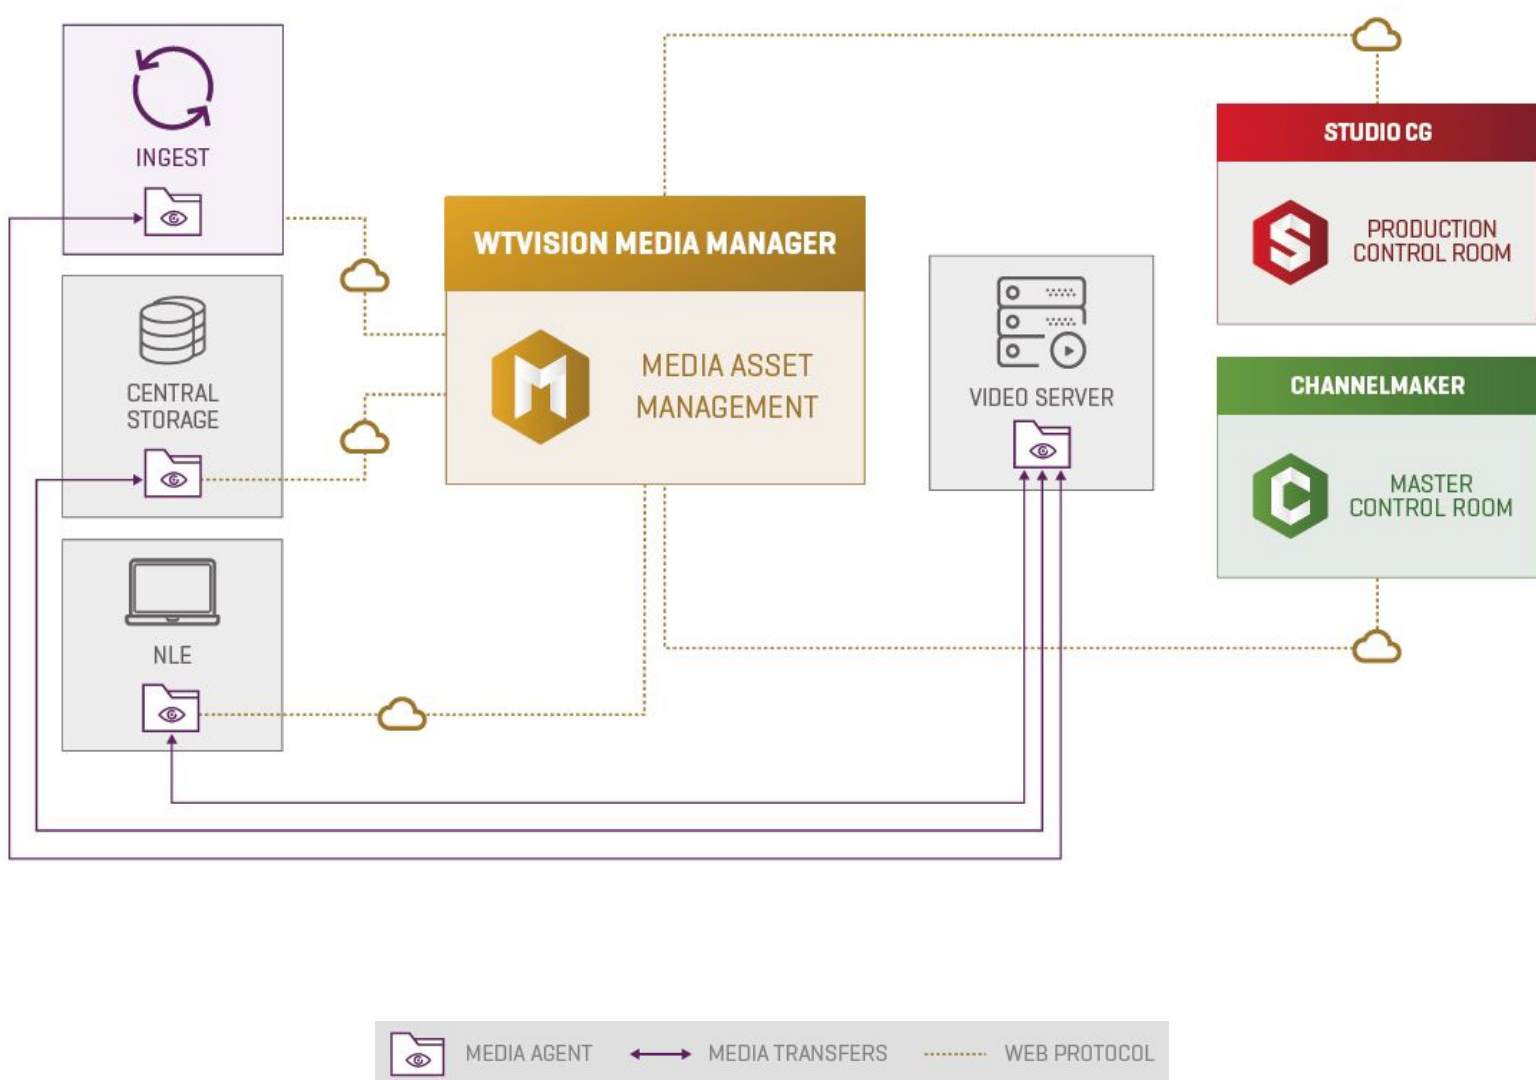 INGEST
CENTRAL
STORAGE
NLE
WTVISION MEDIA MANAGER
MEDIA ASSET
MANAGEMENT
VIDEO SERVER
STUDIO CG
PRODUCTION
CONTROL ROOM
CHANNELMAKER
MASTER
CONTROL ROOM
MEDIA AGENT
MEDIA TRANSFERS
WEB PROTOCOL